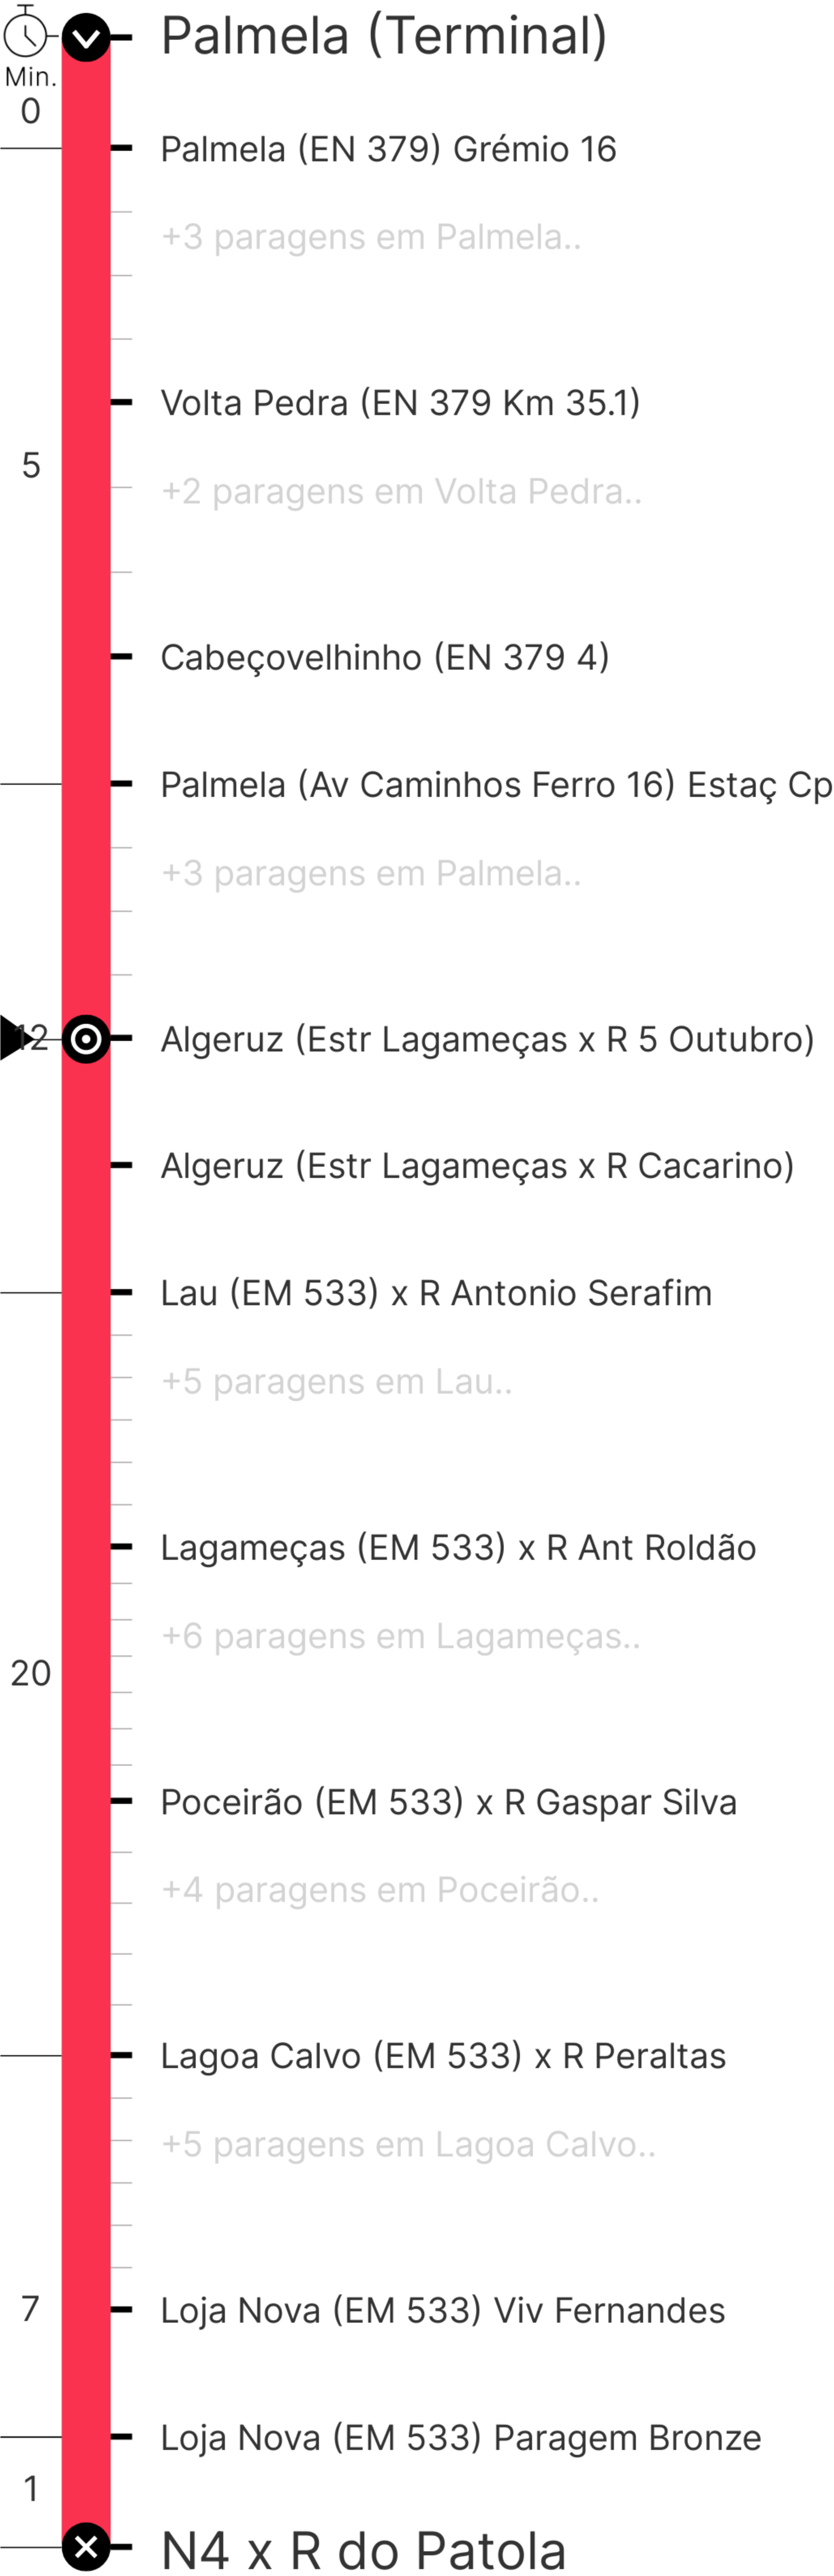 Palmela (Terminal)
Min.
0
Palmela (EN 379) Grémio 16
+3 paragens em Palmela..
Volta Pedra (EN 379 Km 35.1)
5
+2 paragens em Volta Pedra..
Cabeçovelhinho (EN 379 4)
Palmela (Av Caminhos Ferro 16) Estaç Cp
+3 paragens em Palmela..
12
Algeruz (Estr Lagameças x R 5 Outubro)
Algeruz (Estr Lagameças x R Cacarino)
Lau (EM 533) x R Antonio Serafim
+5 paragens em Lau..
Lagameças (EM 533) x R Ant Roldão
+6 paragens em Lagameças..
20
Poceirão (EM 533) x R Gaspar Silva
+4 paragens em Poceirão..
Lagoa Calvo (EM 533) x R Peraltas
+5 paragens em Lagoa Calvo..
7
Loja Nova (EM 533) Viv Fernandes
Loja Nova (EM 533) Paragem Bronze
1
N4 x R do Patola